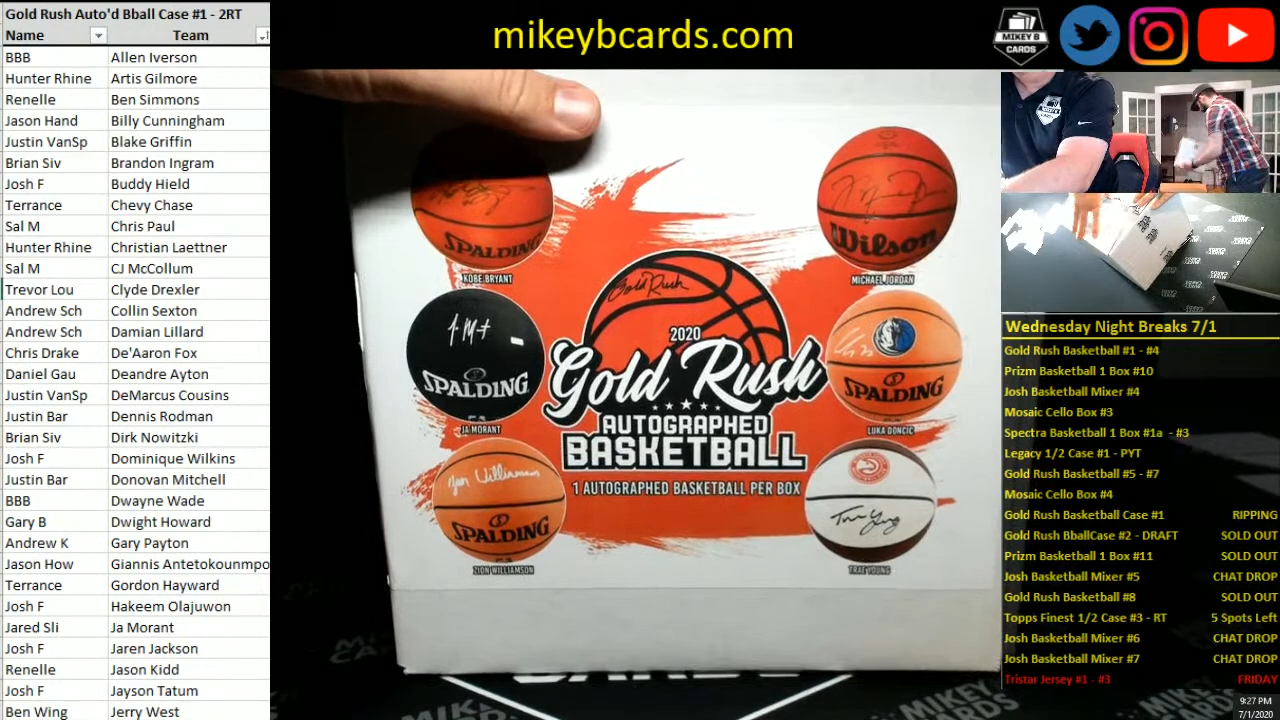 Gold Rush Auto'd Bball Case #1 - 2RT
Name Team
BBB Allen Iverson
Hunter Rhine Artis Gilmore
Renelle Ben Simmons
Jason Hand Billy Cunningham
Justin VanSp Blake Griffin
Brian Siv Brandon Ingram
Josh F Buddy Hield
Terrance Chevy Chase
Sal M Chris Paul
Hunter Rhine Christian Laettner
Sal M CJ McCollum
Trevor Lou Clyde Drexler
Andrew Sch Collin Sexton
Andrew Sch Damian Lillard
Chris Drake De'Aaron Fox
Daniel Gau Deandre Ayton
Justin VanSp DeMarcus Cousins
Justin Bar Dennis Rodman
Brian Siv Dirk Nowitzki
Josh F Dominique Wilkins
Justin Bar Donovan Mitchell
BBB Dwayne Wade
Gary B Dwight Howard
Andrew K Gary Payton
Jason How Giannis Antetokounmpo
Terrance Gordon Hayward
Josh F Hakeem Olajuwon
Jared Sli Ja Morant
Josh F Jaren Jackson
Renelle Jason Kidd
Josh F Jayson Tatum
Ben Wing Jerry West
mikeybcards.com
MIKEY B
CARDS
SPALDING
KOBE BRYANT
Wilson
MICHAEL JORDAN
SPALDING
JA MORANT
SPALDING
LUKA DONCIC
Zion Williamson
SPALDING
ZION WILLIAMSON
Trae Young
TRAE YOUNG
Gold Rush
2020
Gold Rush
AUTOGRAPHED
BASKETBALL
1 AUTOGRAPHED BASKETBALL PER BOX
CARDS
Wednesday Night Breaks 7/1
Gold Rush Basketball #1 - #4
Prizm Basketball 1 Box #10
Josh Basketball Mixer #4
Mosaic Cello Box #3
Spectra Basketball 1 Box #1a - #3
Legacy 1/2 Case #1 - PYT
Gold Rush Basketball #5 - #7
Mosaic Cello Box #4
Gold Rush Basketball Case #1 RIPPING
Gold Rush BballCase #2 - DRAFT SOLD OUT
Prizm Basketball 1 Box #11 SOLD OUT
Josh Basketball Mixer #5 CHAT DROP
Gold Rush Basketball #8 SOLD OUT
Topps Finest 1/2 Case #3 - RT 5 Spots Left
Josh Basketball Mixer #6 CHAT DROP
Josh Basketball Mixer #7 CHAT DROP
Tristar Jersey #1 - #3 FRIDAY
9:27 PM
7/1/2020